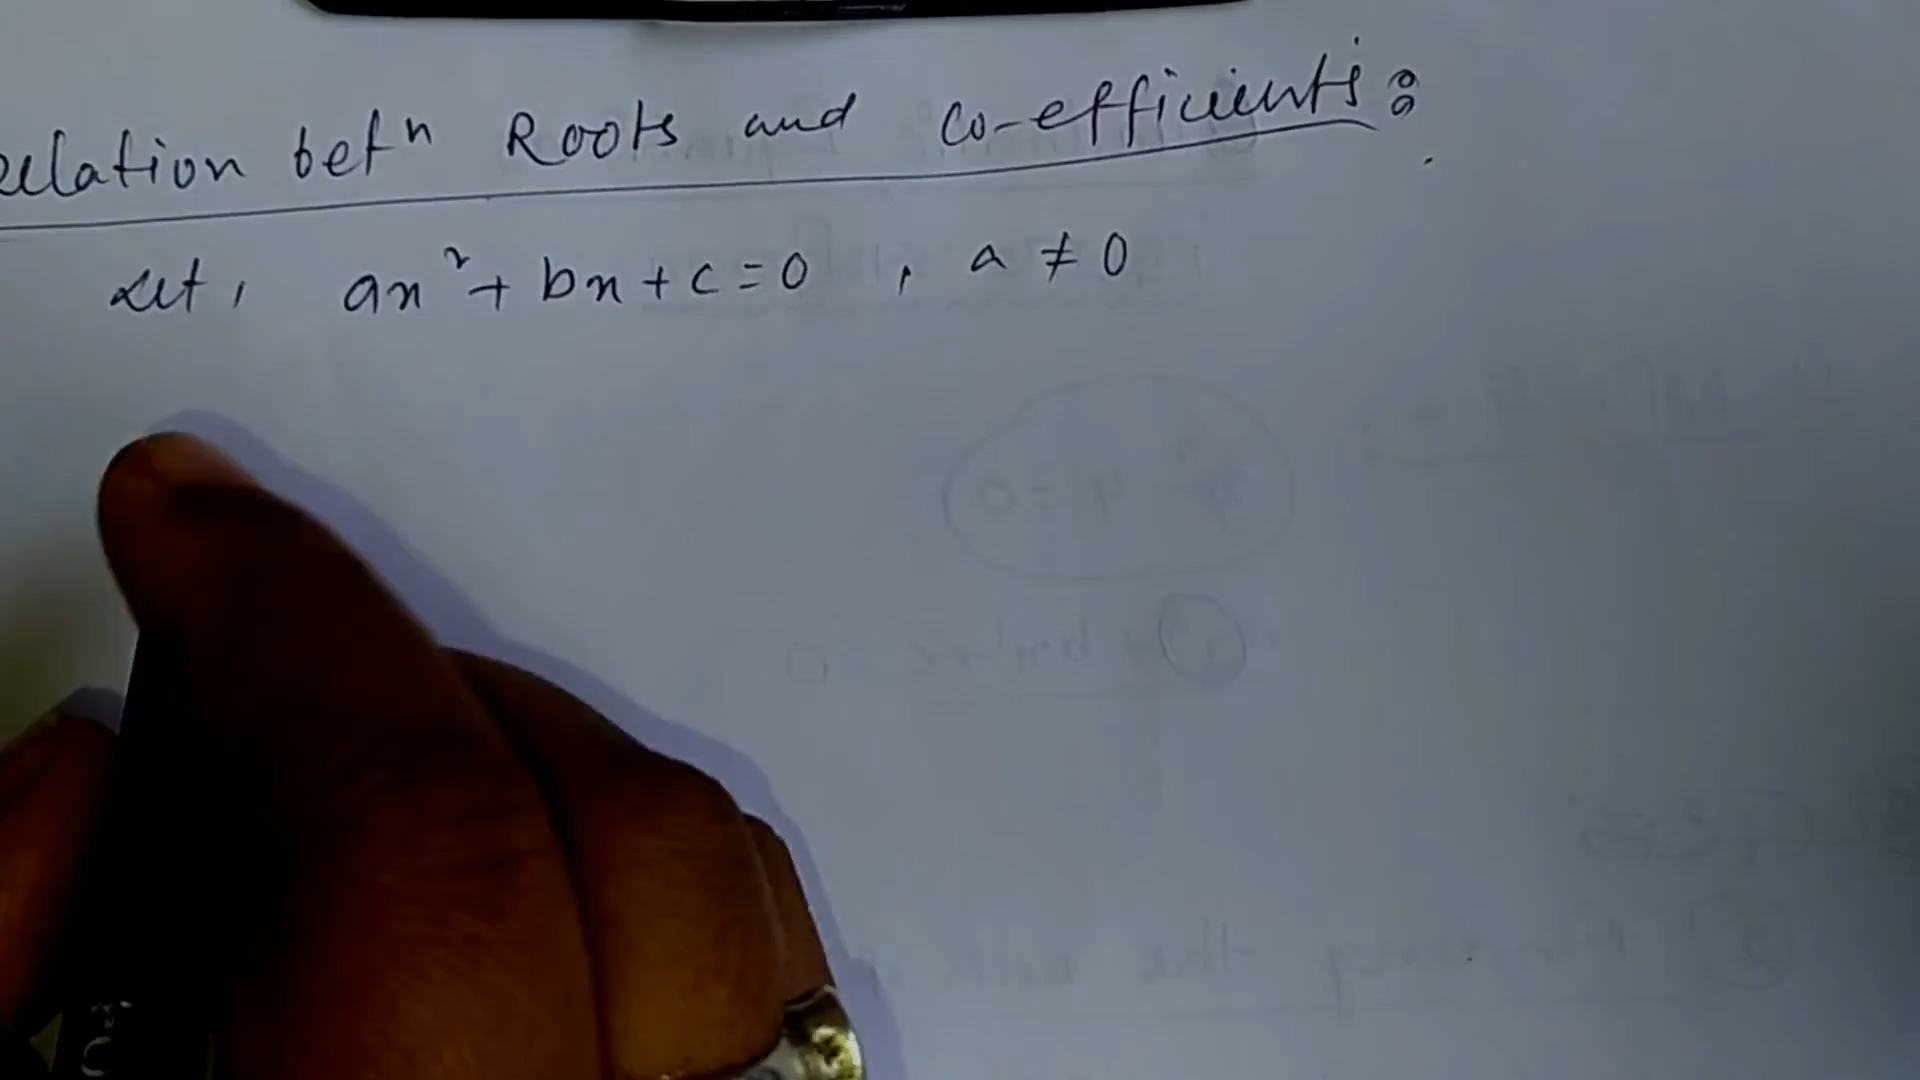 elation betn Roots and Co-efficients:
Let, ax²+bx+c=0, a ≠ 0